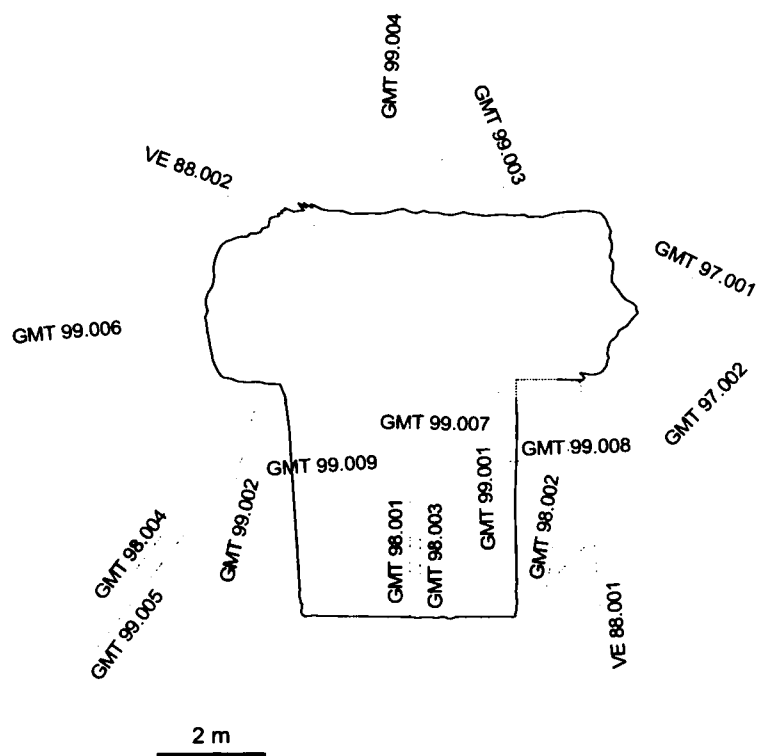 GMT 99.004
GMT 99.003
VE 88.002
GMT 97.001
GMT 99.006
GMT 97.002
GMT 99.007
GMT 99.008
GMT 99.009
GMT 99.001
GMT 98.002
GMT 99.002
GMT 98.001
GMT 98.003
GMT 98.004
GMT 99.005
VE 88.001
2 m